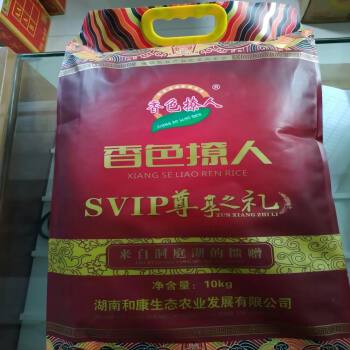 香色撩人
®
XIANG SE LIAO REN
香色撩人
XIANG SE LIAO REN RICE
SVIP尊享之礼
ZUN XIANG ZHI LI
来自洞庭湖的馈赠
净含量：10kg
湖南和康生态农业发展有限公司